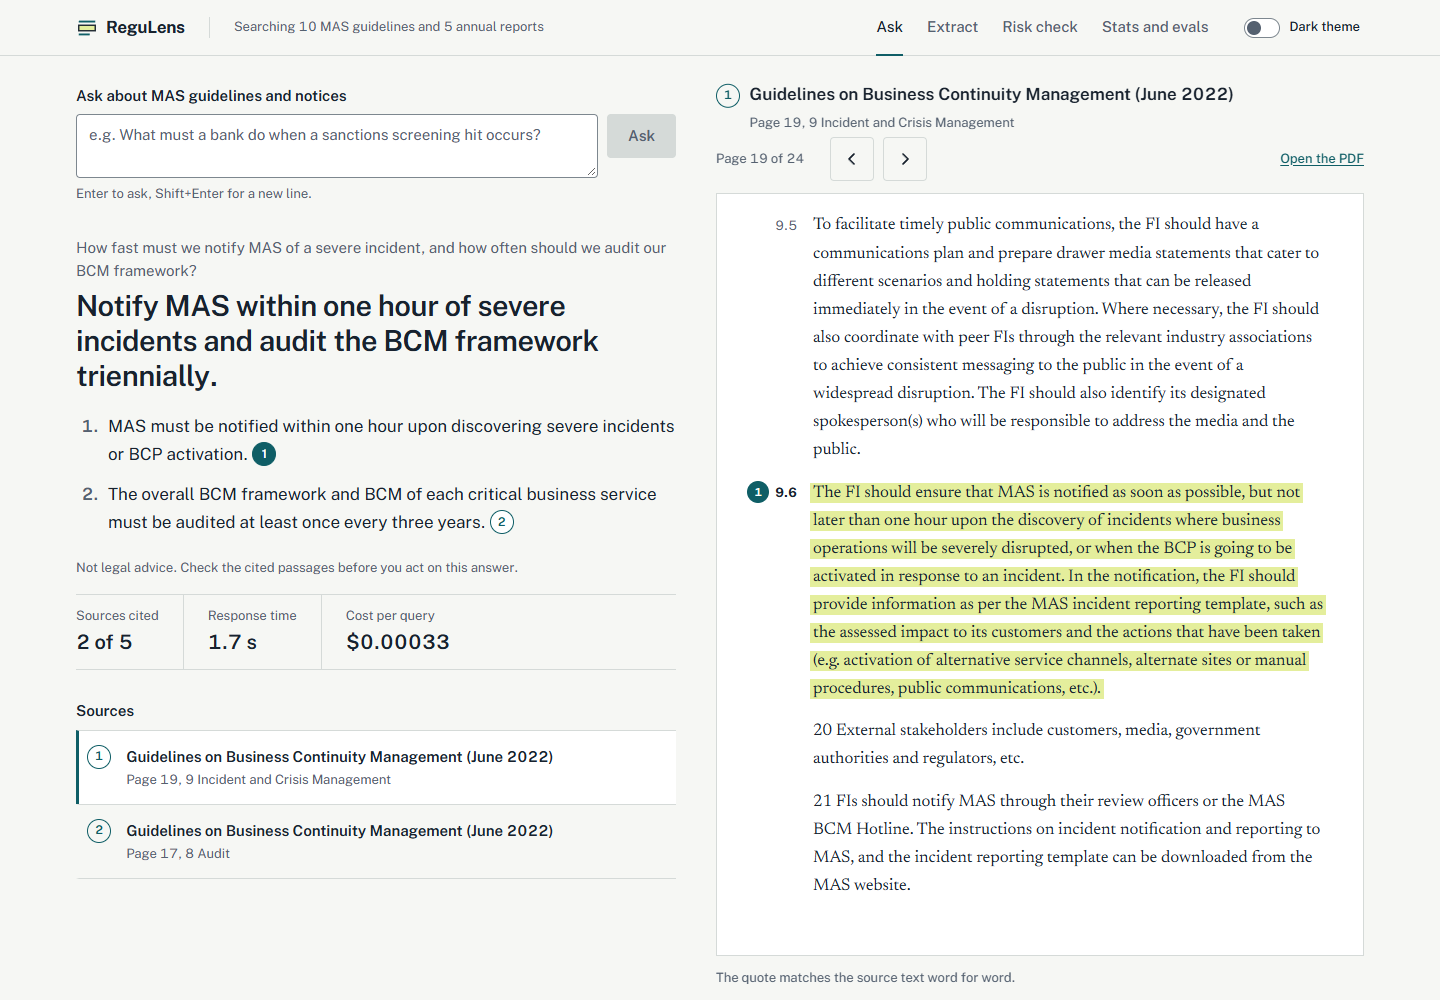 ReguLens
Searching 10 MAS guidelines and 5 annual reports
Ask
Extract
Risk check
Stats and evals
Dark theme
Ask about MAS guidelines and notices
e.g. What must a bank do when a sanctions screening hit occurs?
Ask
Enter to ask, Shift+Enter for a new line.
How fast must we notify MAS of a severe incident, and how often should we audit our
BCM framework?
Notify MAS within one hour of severe
incidents and audit the BCM framework
triennially.
1. MAS must be notified within one hour upon discovering severe incidents
or BCP activation. 1
2. The overall BCM framework and BCM of each critical business service
must be audited at least once every three years. 2
Not legal advice. Check the cited passages before you act on this answer.
Sources cited
2 of 5
Response time
1.7 s
Cost per query
$0.00033
Sources
1 Guidelines on Business Continuity Management (June 2022)
Page 19, 9 Incident and Crisis Management
2 Guidelines on Business Continuity Management (June 2022)
Page 17, 8 Audit
1 Guidelines on Business Continuity Management (June 2022)
Page 19, 9 Incident and Crisis Management
Page 19 of 24
Open the PDF
9.5 To facilitate timely public communications, the FI should have a
communications plan and prepare drawer media statements that cater to
different scenarios and holding statements that can be released
immediately in the event of a disruption. Where necessary, the FI should
also coordinate with peer FIs through the relevant industry associations
to achieve consistent messaging to the public in the event of a
widespread disruption. The FI should also identify its designated
spokesperson(s) who will be responsible to address the media and the
public.
1 9.6 The FI should ensure that MAS is notified as soon as possible, but not
later than one hour upon the discovery of incidents where business
operations will be severely disrupted, or when the BCP is going to be
activated in response to an incident. In the notification, the FI should
provide information as per the MAS incident reporting template, such as
the assessed impact to its customers and the actions that have been taken
(e.g. activation of alternative service channels, alternate sites or manual
procedures, public communications, etc.).
20 External stakeholders include customers, media, government
authorities and regulators, etc.
21 FIs should notify MAS through their review officers or the MAS
BCM Hotline. The instructions on incident notification and reporting to
MAS, and the incident reporting template can be downloaded from the
MAS website.
The quote matches the source text word for word.